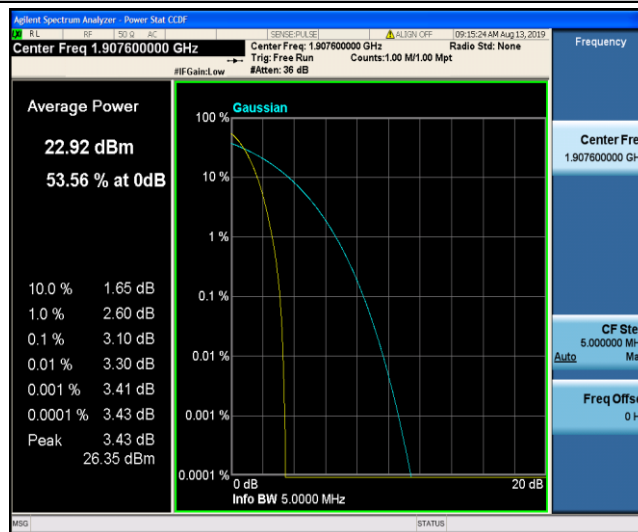 Agilent Spectrum Analyzer - Power Stat CCDF
RL RF 50 Ω AC SENSE:PULSE ALIGN OFF 09:15:24 AM Aug 13, 2019
Center Freq 1.907600000 GHz
Center Freq: 1.907600000 GHz Radio Std: None
Trig: Free Run Counts:1.00 M/1.00 Mpt
#IFGain:Low #Atten: 36 dB
Frequency
Average Power
22.92 dBm
53.56 % at 0dB
10.0 % 1.65 dB
1.0 % 2.60 dB
0.1 % 3.10 dB
0.01 % 3.30 dB
0.001 % 3.41 dB
0.0001 % 3.43 dB
Peak 3.43 dB
26.35 dBm
Gaussian
100 %
10 %
1 %
0.1 %
0.01 %
0.001 %
0.0001 %
0 dB 20 dB
Info BW 5.0000 MHz
Center Fre
1.907600000 GH
CF Ste
5.000000 MH
Auto Ma
Freq Offse
0 H
MSG STATUS